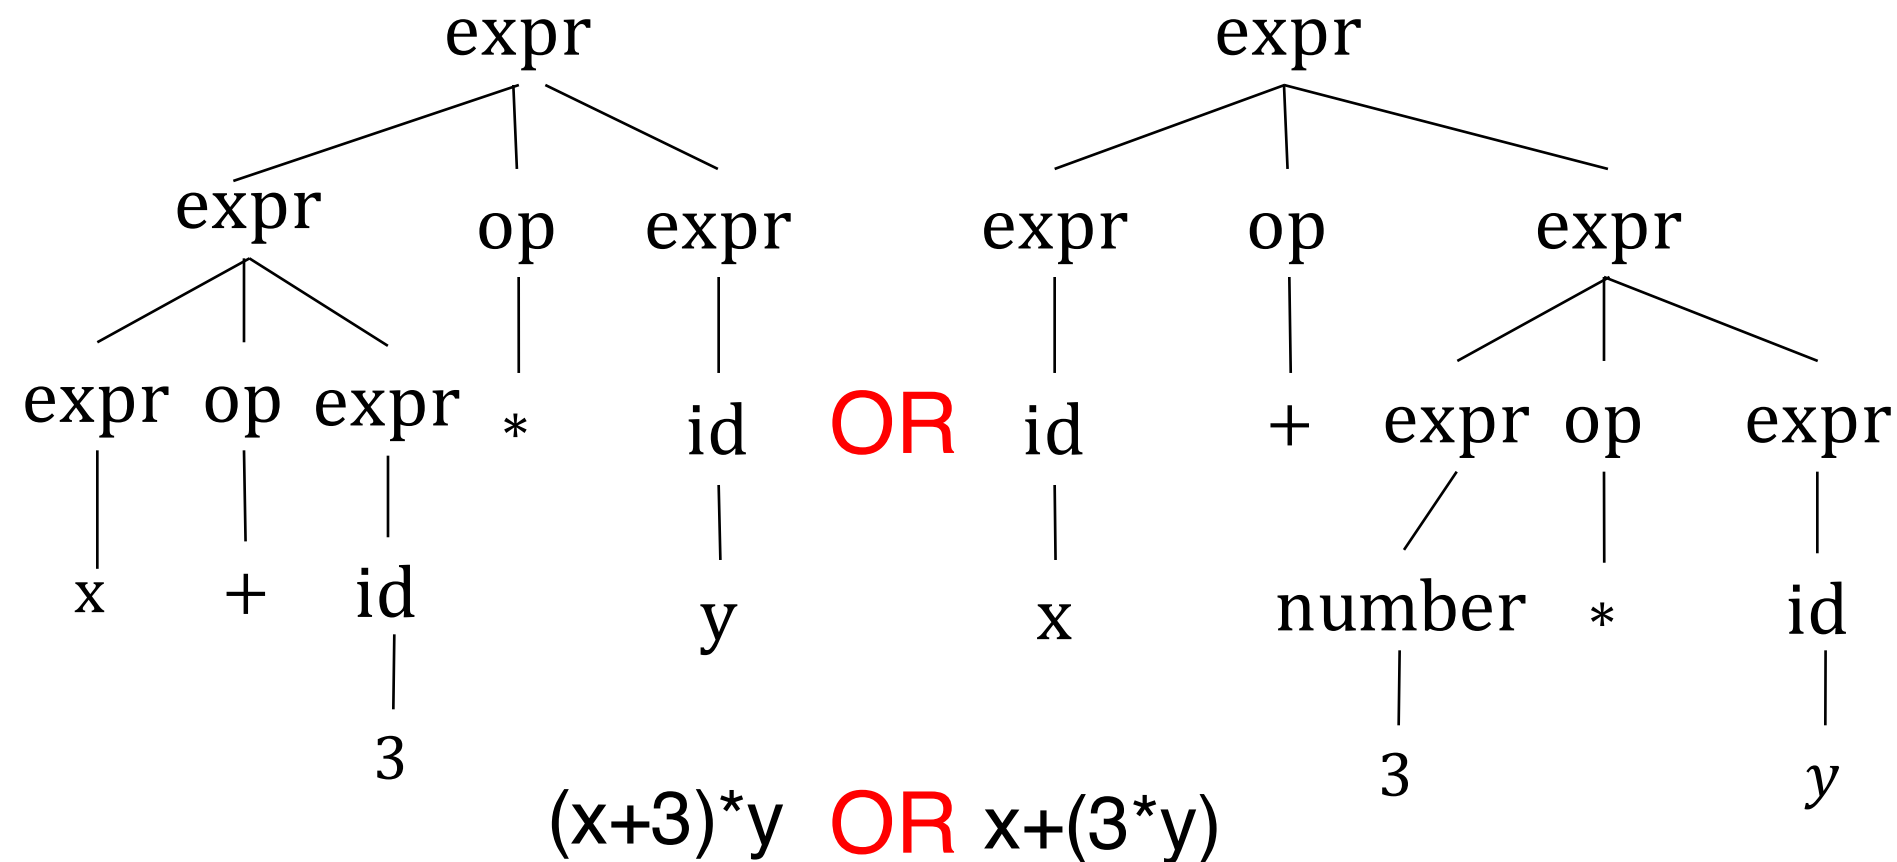 expr expr
expr op expr expr op expr
expr op expr * id OR id + expr op expr
x + id y x number * id
3 3 y
(x+3)*y OR x+(3*y)